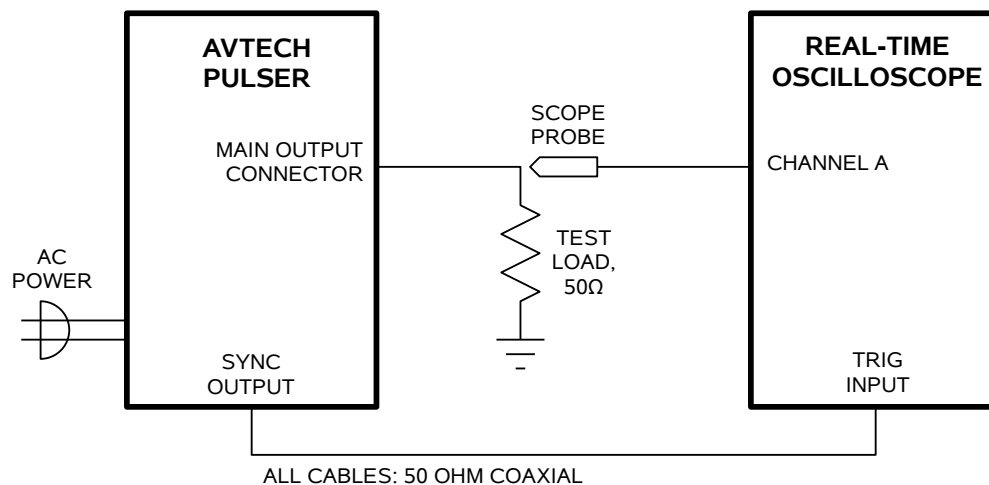 AVTECH
PULSER
REAL-TIME
OSCILLOSCOPE
SCOPE
PROBE
MAIN OUTPUT
CONNECTOR
CHANNEL A
TEST
LOAD,
50Ω
AC
POWER
SYNC
OUTPUT
TRIG
INPUT
ALL CABLES: 50 OHM COAXIAL